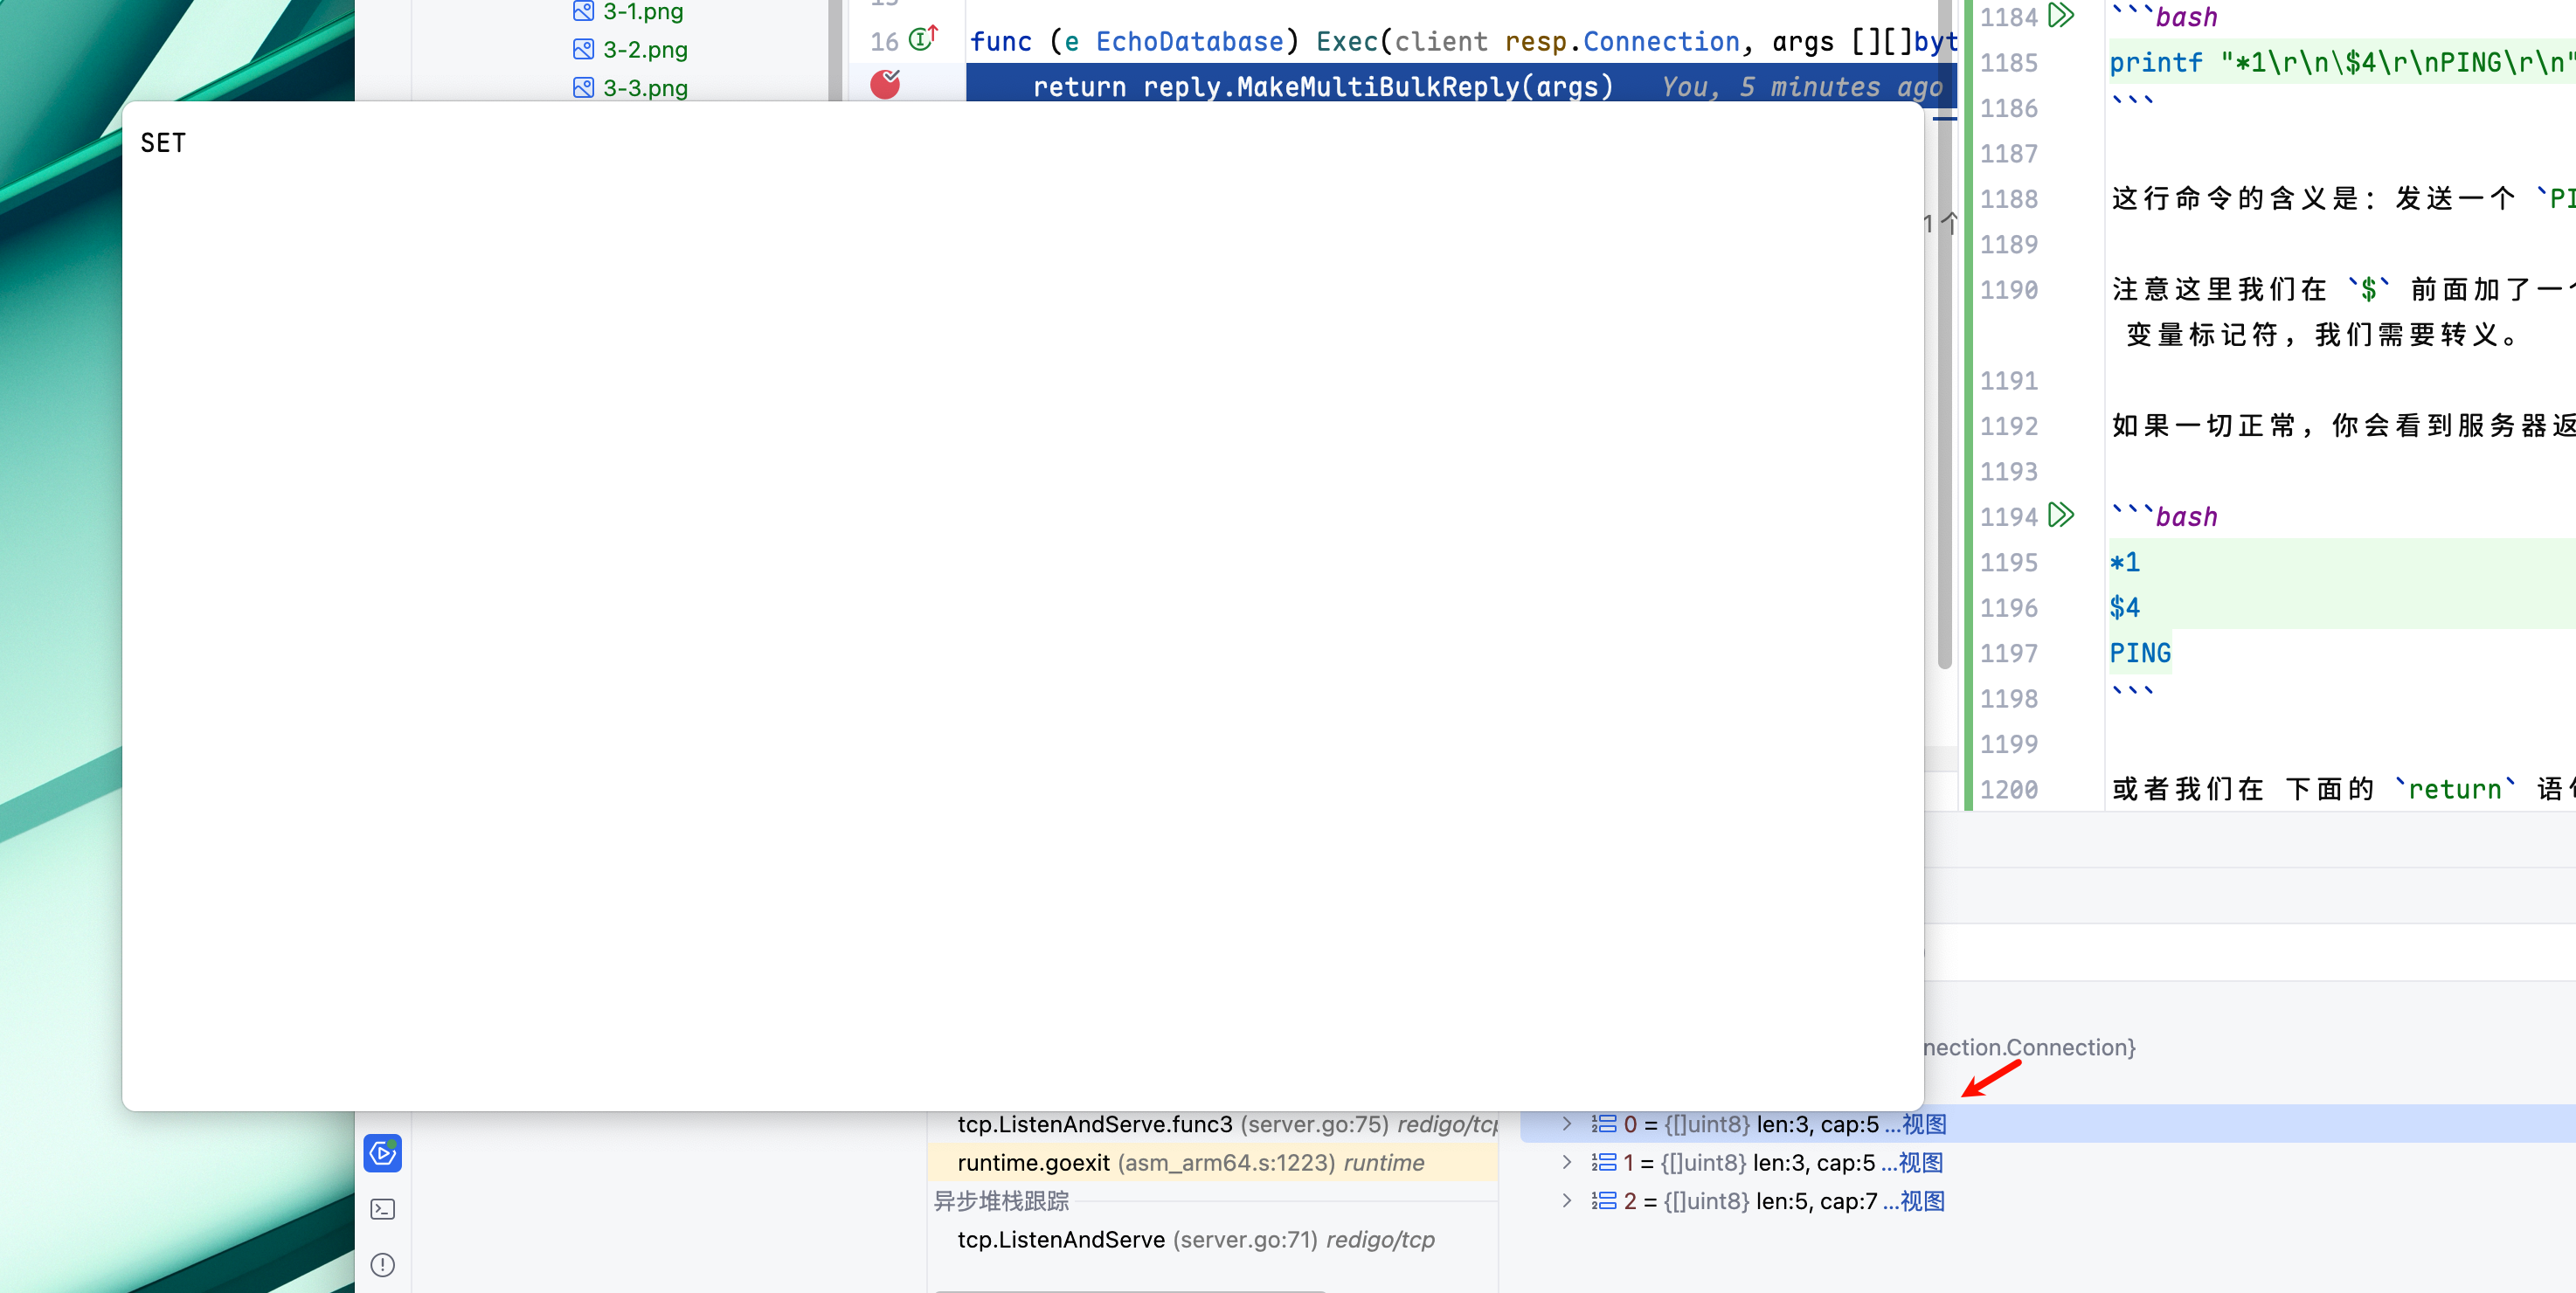 3-1.png
3-2.png
3-3.png
16 func (e EchoDatabase) Exec(client resp.Connection, args [][]byt
return reply.MakeMultiBulkReply(args) You, 5 minutes ago
SET
1个
1184 ```bash
1185 printf "*1\r\n\$4\r\nPING\r\n"
1186 ```
1187
1188 这行命令的含义是：发送一个 `PI
1189
1190 注意这里我们在 `$` 前面加了一个
变量标记符，我们需要转义。
1191
1192 如果一切正常，你会看到服务器返
1193
1194 ```bash
1195 *1
1196 $4
1197 PING
1198 ```
1199
1200 或者我们在 下面的 `return` 语句
nection.Connection}
tcp.ListenAndServe.func3 (server.go:75) redigo/tcp
runtime.goexit (asm_arm64.s:1223) runtime
异步堆栈跟踪
tcp.ListenAndServe (server.go:71) redigo/tcp
0 = {[]uint8} len:3, cap:5 ...视图
1 = {[]uint8} len:3, cap:5 ...视图
2 = {[]uint8} len:5, cap:7 ...视图